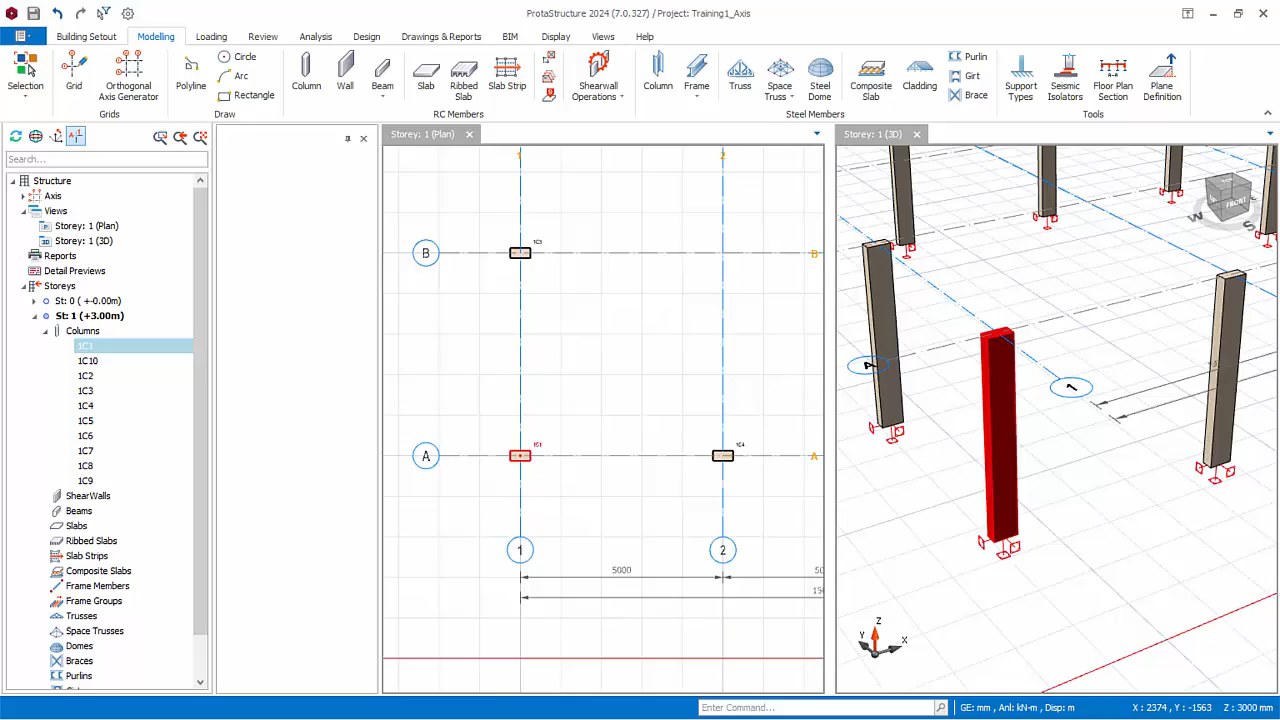 ProtaStructure 2024 (7.0.327) / Project: Training1_Axis
Building Setout Modelling Loading Review Analysis Design Drawings & Reports BIM Display Views Help
Selection
Grid
Orthogonal Axis Generator
Grids
Polyline
Circle
Arc
Rectangle
Draw
Column
Wall
Beam
Slab
Ribbed Slab
Slab Strip
RC Members
Shearwall Operations
Column
Frame
Truss
Space Truss
Steel Dome
Composite Slab
Cladding
Purlin
Girt
Brace
Steel Members
Support Types
Seismic Isolators
Floor Plan Section
Plane Definition
Tools
Search...
Structure
Axis
Views
Storey: 1 (Plan)
Storey: 1 (3D)
Reports
Detail Previews
Storeys
St: 0 ( +-0.00m)
St: 1 (+3.00m)
Columns
1C1
1C10
1C2
1C3
1C4
1C5
1C6
1C7
1C8
1C9
ShearWalls
Beams
Slabs
Ribbed Slabs
Slab Strips
Composite Slabs
Frame Members
Frame Groups
Trusses
Space Trusses
Domes
Braces
Purlins
Storey: 1 (Plan)
1 2
B B
A 1C1 1C4 A
1 2
5000
Storey: 1 (3D)
TOP
FRONT
W S
A
1
Z
Y X
Enter Command...
GE: mm, Anl: kN-m , Disp: m
X : 2374 , Y : -1563 Z : 3000 mm